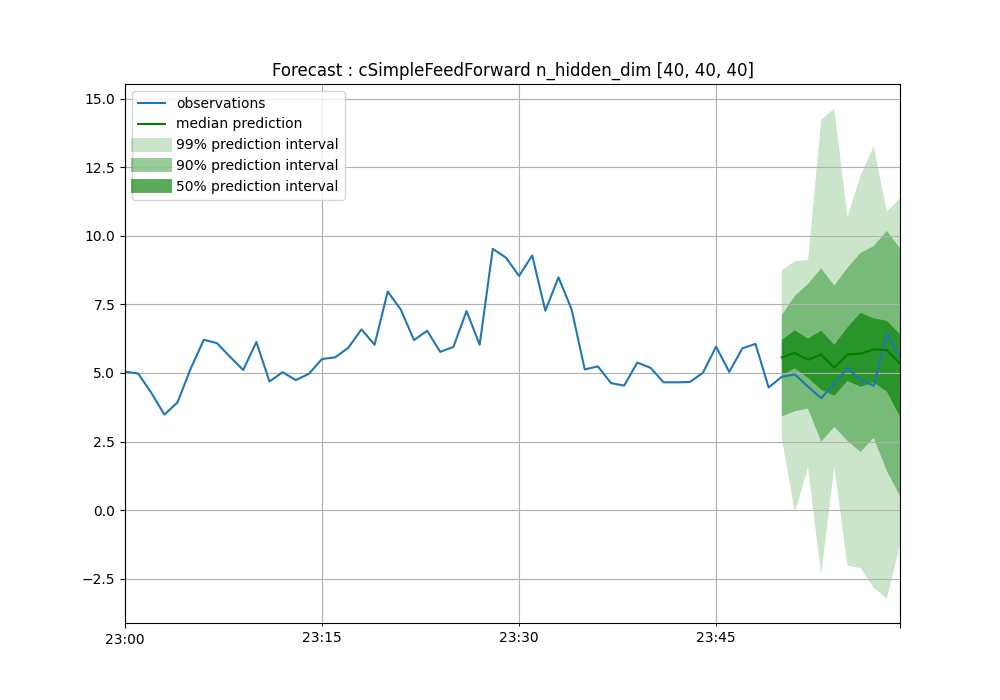 Forecast : cSimpleFeedForward n_hidden_dim [40, 40, 40]
observations
median prediction
99% prediction interval
90% prediction interval
50% prediction interval
15.0
12.5
10.0
7.5
5.0
2.5
0.0
−2.5
23:00
23:15
23:30
23:45